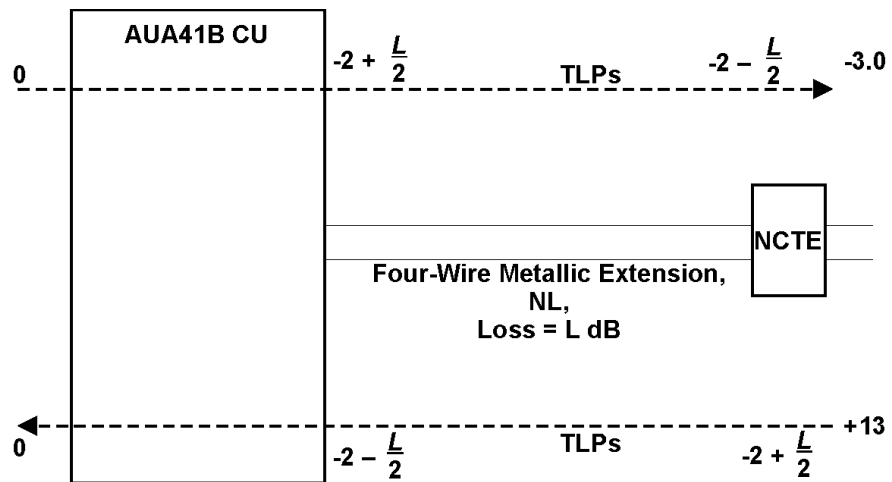 AUA41B CU
0 -2 + L/2 TLPs -2 – L/2 -3.0
NCTE
Four-Wire Metallic Extension,
NL,
Loss = L dB
0 -2 – L/2 TLPs -2 + L/2 +13